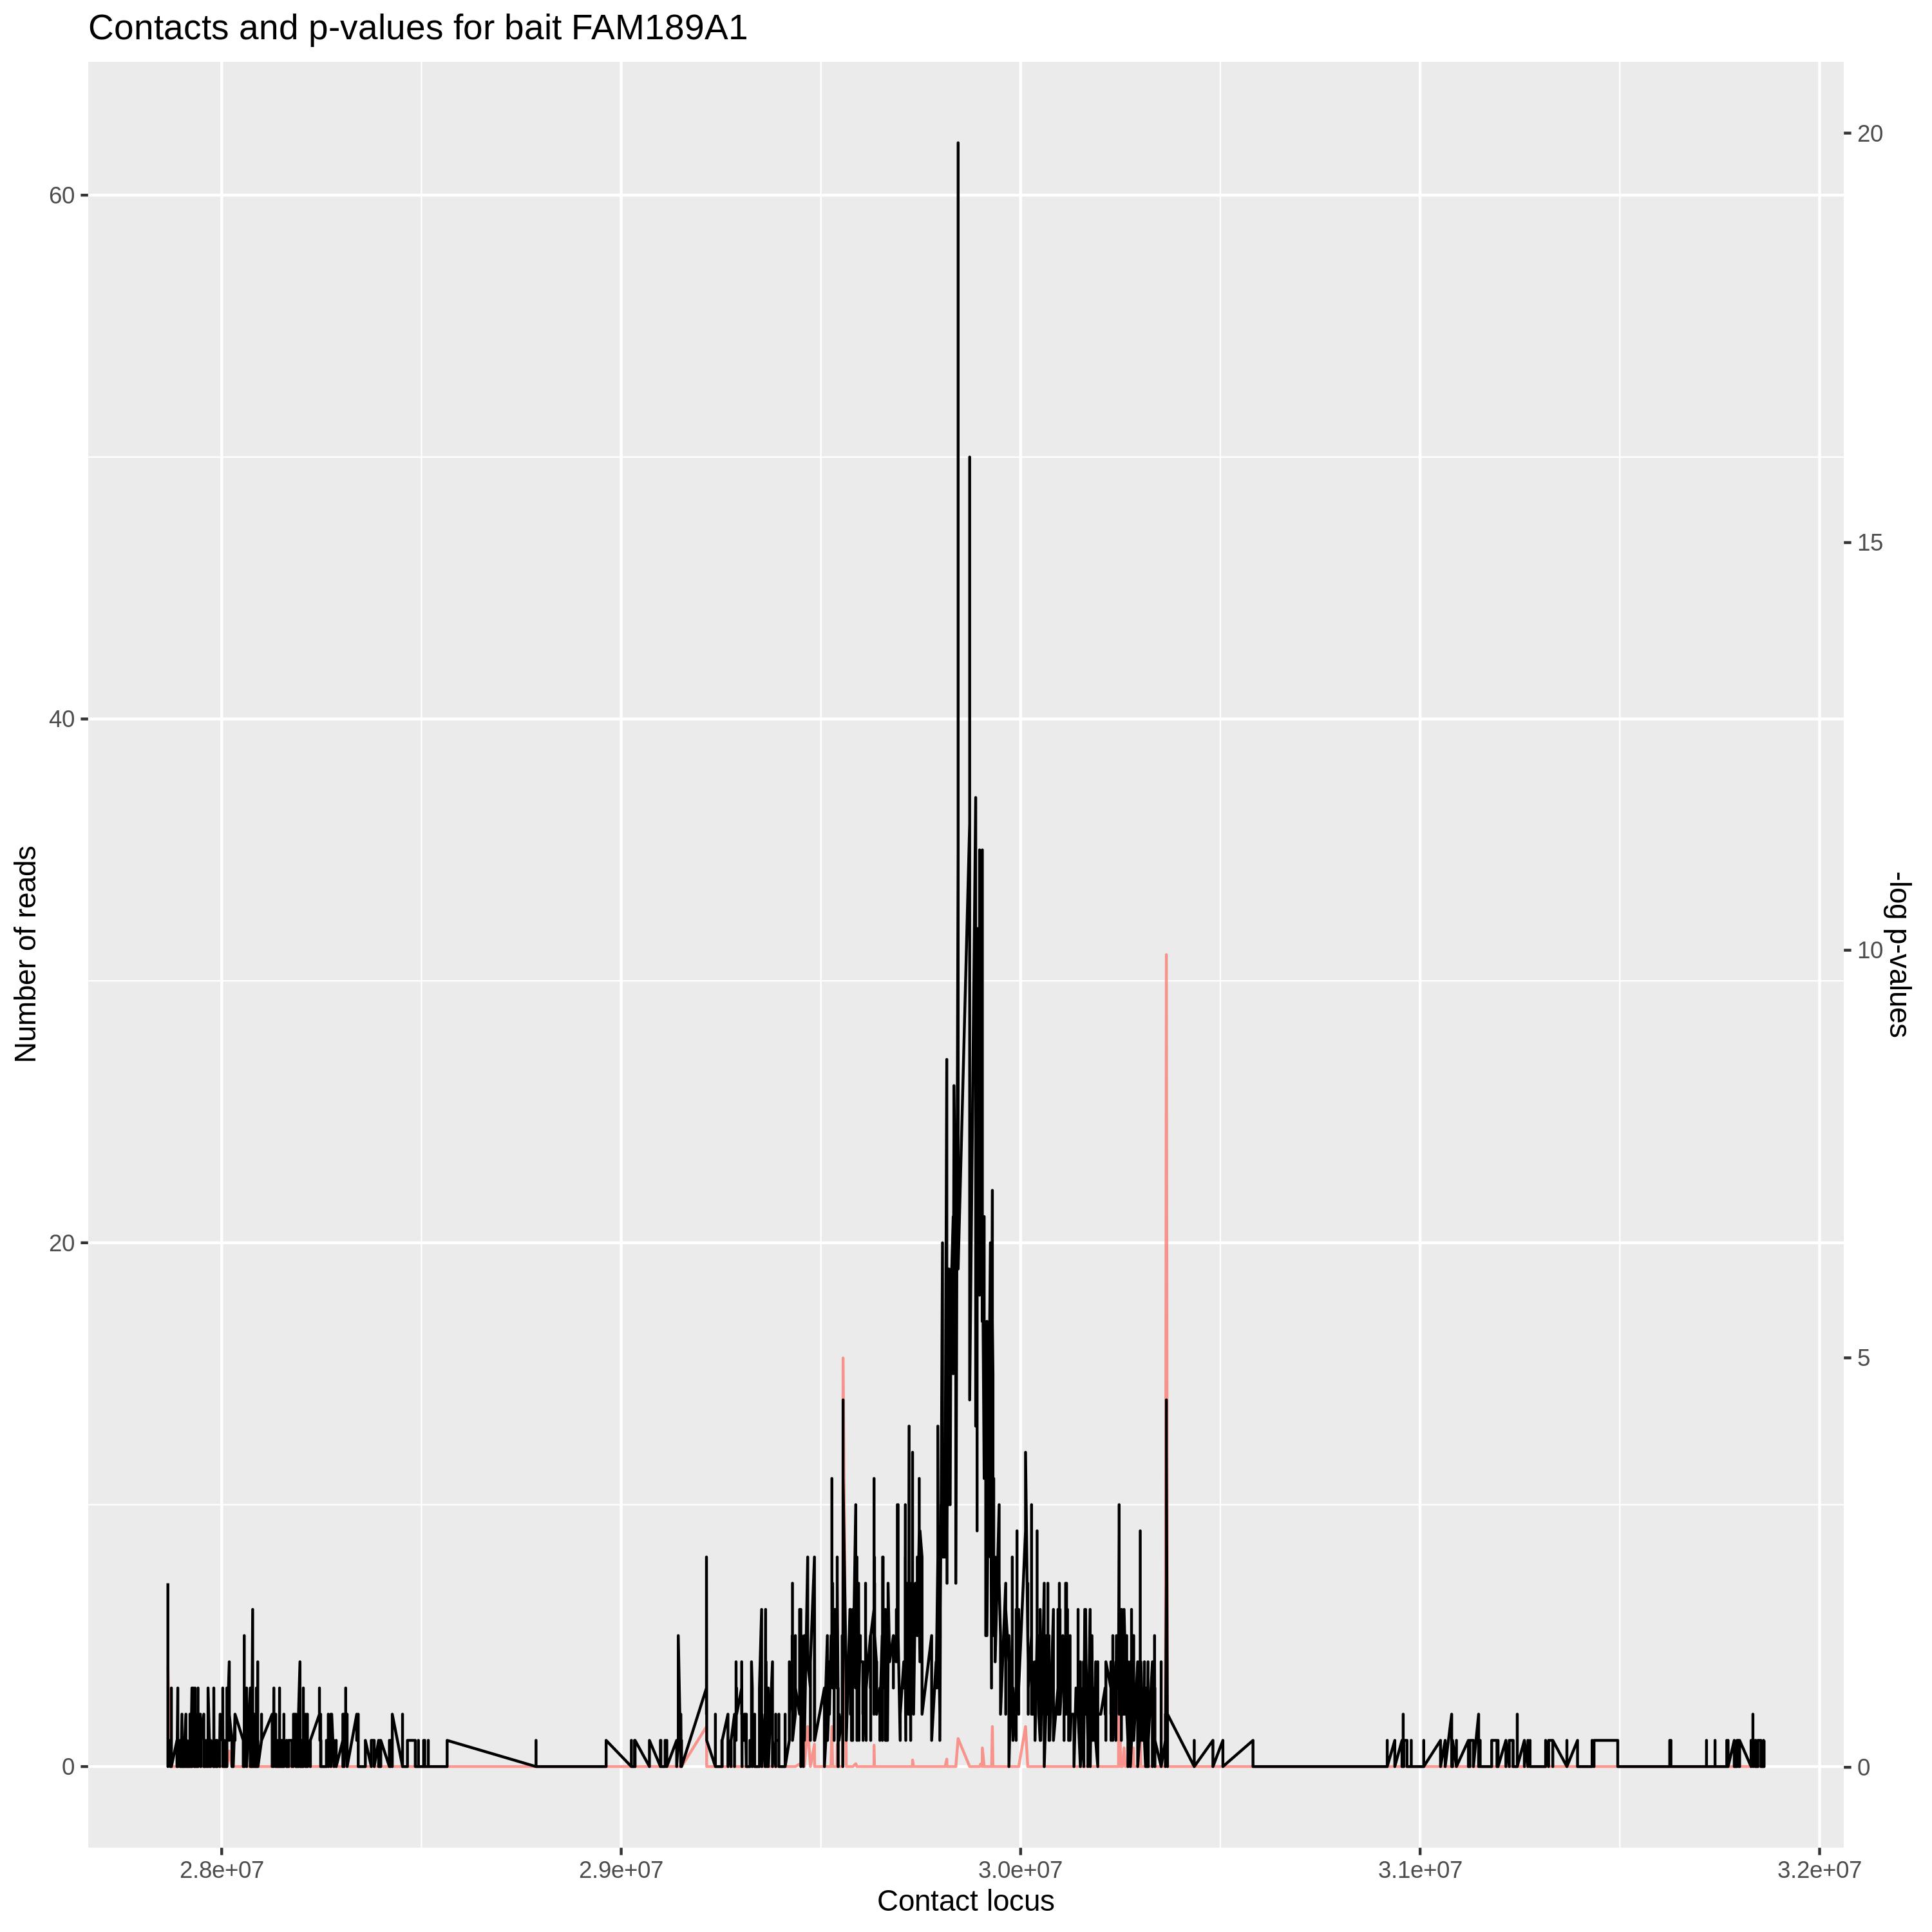 Contacts and p-values for bait FAM189A1
60
40
20
0
Number of reads
20
15
10
5
0
-log p-values
2.8e+07
2.9e+07
3.0e+07
3.1e+07
3.2e+07
Contact locus